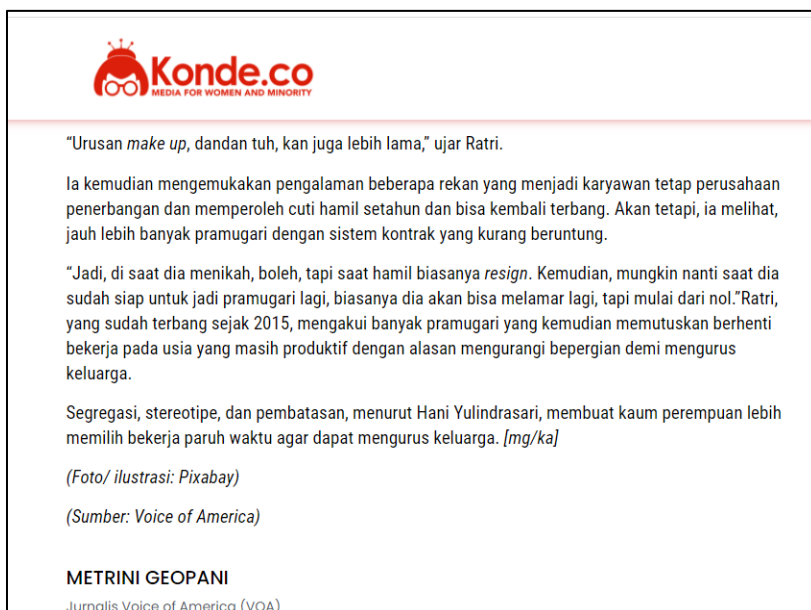 Konde.co
MEDIA FOR WOMEN AND MINORITY
“Urusan make up, dandan tuh, kan juga lebih lama,” ujar Ratri.
Ia kemudian mengemukakan pengalaman beberapa rekan yang menjadi karyawan tetap perusahaan
penerbangan dan memperoleh cuti hamil setahun dan bisa kembali terbang. Akan tetapi, ia melihat,
jauh lebih banyak pramugari dengan sistem kontrak yang kurang beruntung.
“Jadi, di saat dia menikah, boleh, tapi saat hamil biasanya resign. Kemudian, mungkin nanti saat dia
sudah siap untuk jadi pramugari lagi, biasanya dia akan bisa melamar lagi, tapi mulai dari nol.”Ratri,
yang sudah terbang sejak 2015, mengakui banyak pramugari yang kemudian memutuskan berhenti
bekerja pada usia yang masih produktif dengan alasan mengurangi bepergian demi mengurus
keluarga.
Segregasi, stereotipe, dan pembatasan, menurut Hani Yulindrasari, membuat kaum perempuan lebih
memilih bekerja paruh waktu agar dapat mengurus keluarga. [mg/ka]
(Foto/ ilustrasi: Pixabay)
(Sumber: Voice of America)
METRINI GEOPANI
Jurnalis Voice of America (VOA)